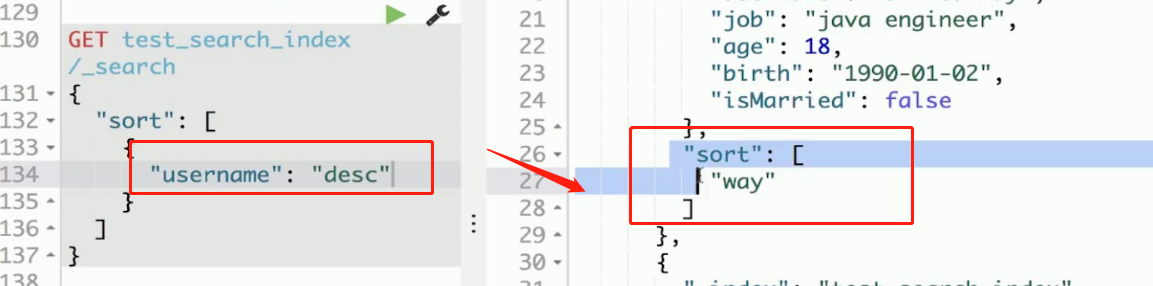 129
130 GET test_search_index
/_search
131 {
132 "sort": [
133 {
134 "username": "desc"
135 }
136 ]
137 }
138
21 "job": "java engineer",
22 "age": 18,
23 "birth": "1990-01-02",
24 "isMarried": false
25 },
26 "sort": [
27 "way"
28 ]
29 },
30 {
"_index": "test_search_index"